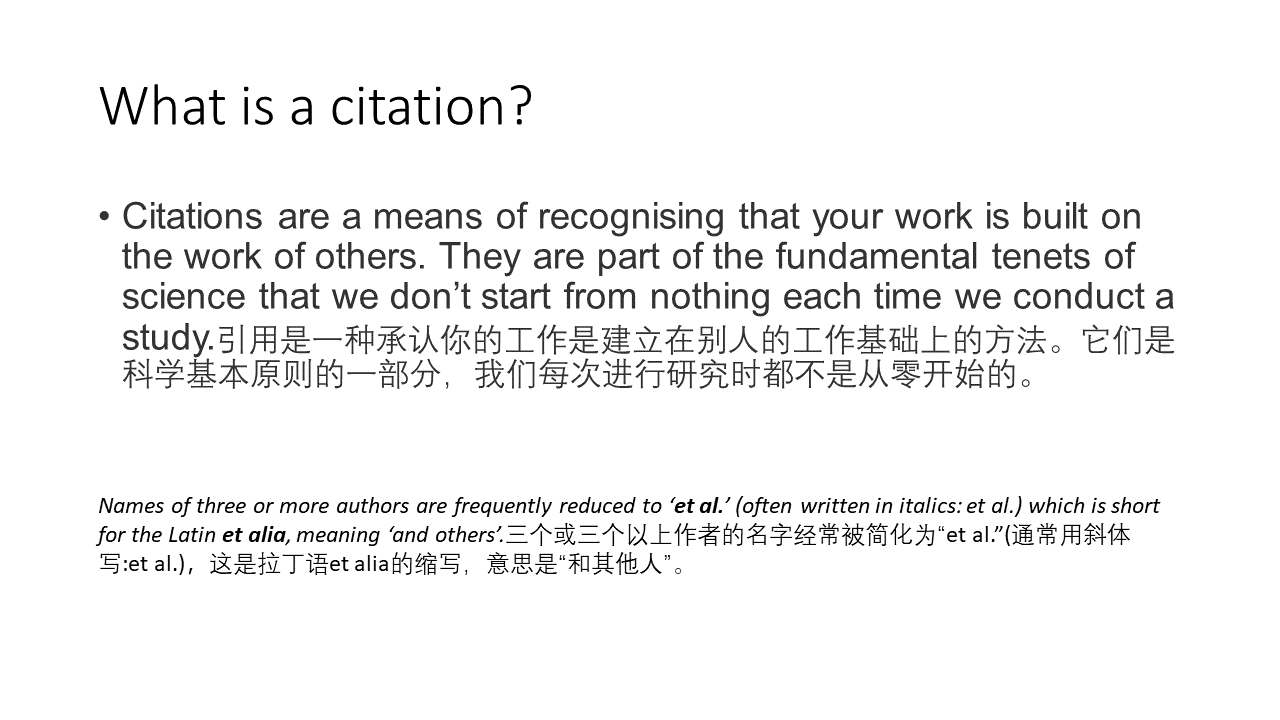 What is a citation?
• Citations are a means of recognising that your work is built on
the work of others. They are part of the fundamental tenets of
science that we don’t start from nothing each time we conduct a
study.引用是一种承认你的工作是建立在别人的工作基础上的方法。它们是
科学基本原则的一部分，我们每次进行研究时都不是从零开始的。
Names of three or more authors are frequently reduced to ‘et al.’ (often written in italics: et al.) which is short
for the Latin et alia, meaning ‘and others’.三个或三个以上作者的名字经常被简化为“et al.”(通常用斜体
写:et al.)，这是拉丁语et alia的缩写，意思是“和其他人”。